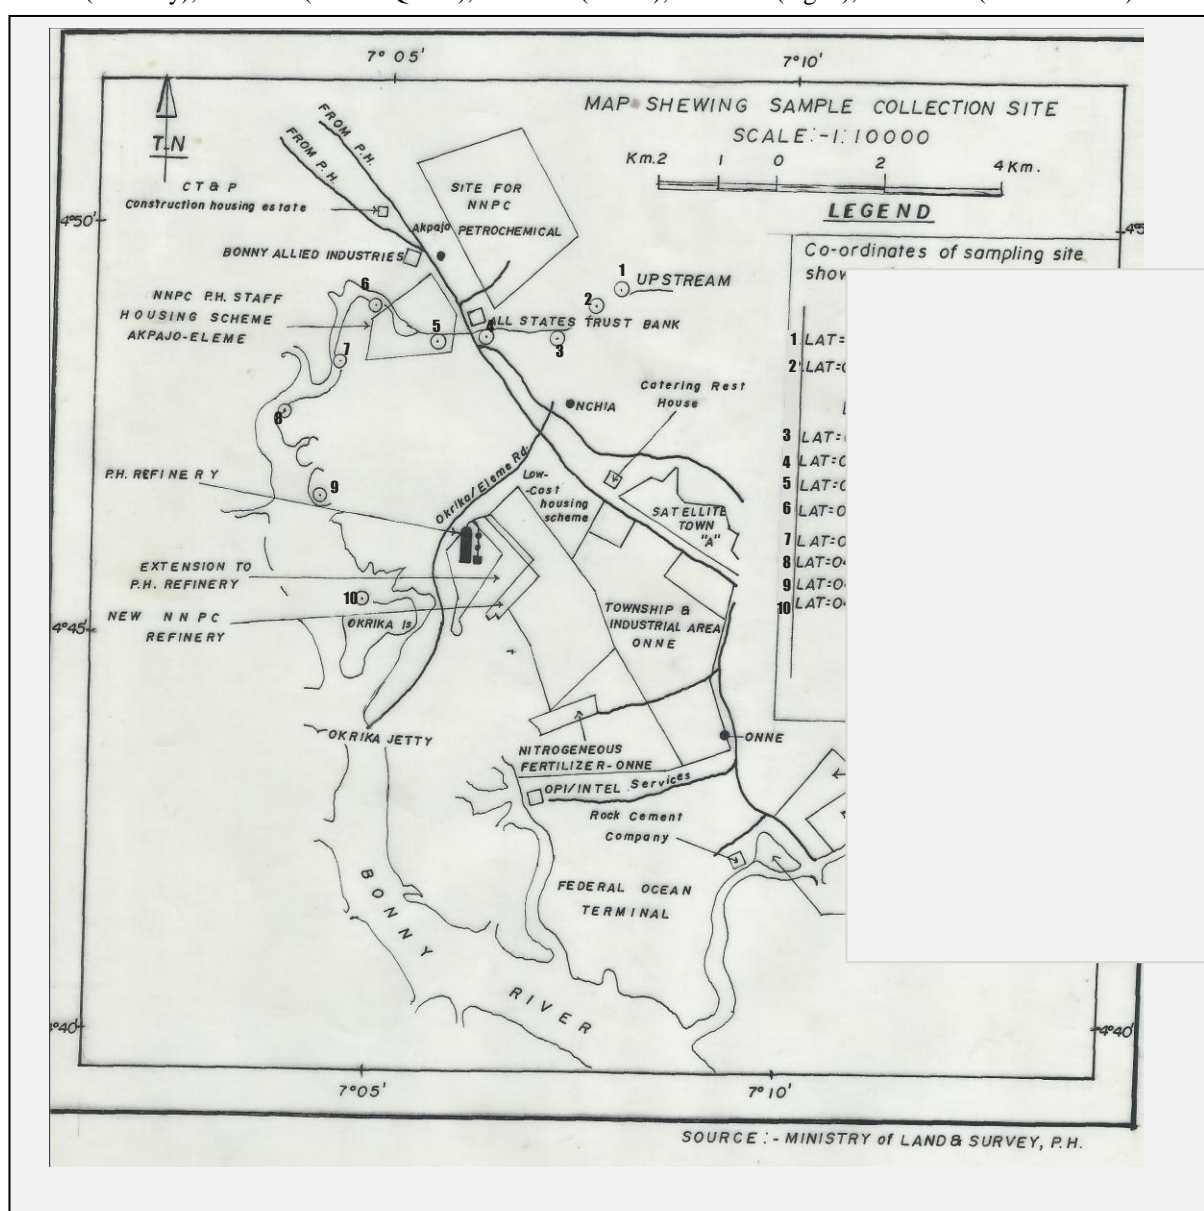 7° 05'
7° 10'
MAP SHEWING SAMPLE COLLECTION SITE
SCALE:-1:10000
Km.2 1 0 2 4 Km.
T.N
FROM P.H.
FROM P.H.
CT & P
Construction housing estate
SITE FOR
NNPC
PETROCHEMICAL
Akpajo
4°50'
LEGEND
Co-ordinates of sampling site
BONNY ALLIED INDUSTRIES
1 UPSTREAM
2
3
4
5
6
7
8
9
10
NNPC P.H. STAFF
HOUSING SCHEME
AKPAJO-ELEME
ALL STATES TRUST BANK
1 LAT=
2 LAT=
3 LAT=
4 LAT=
5 LAT=
6 LAT=
7 LAT=
8 LAT=
9 LAT=
10 LAT=
Catering Rest
House
NCHIA
P.H. REFINERY
Okrika/Eleme Rd.
Low-
-Cost
housing
scheme
SATELLITE
TOWN
"A"
EXTENSION TO
P.H. REFINERY
NEW NNPC
REFINERY
OKRIKA IS
4°45'
TOWNSHIP &
INDUSTRIAL AREA
ONNE
OKRIKA JETTY
NITROGENEOUS
FERTILIZER-ONNE
ONNE
OPI/INTEL Services
Rock Cement
Company
FEDERAL OCEAN
TERMINAL
BONNY
RIVER
4°40'
7°05'
7°10'
SOURCE:- MINISTRY of LAND & SURVEY, P.H.